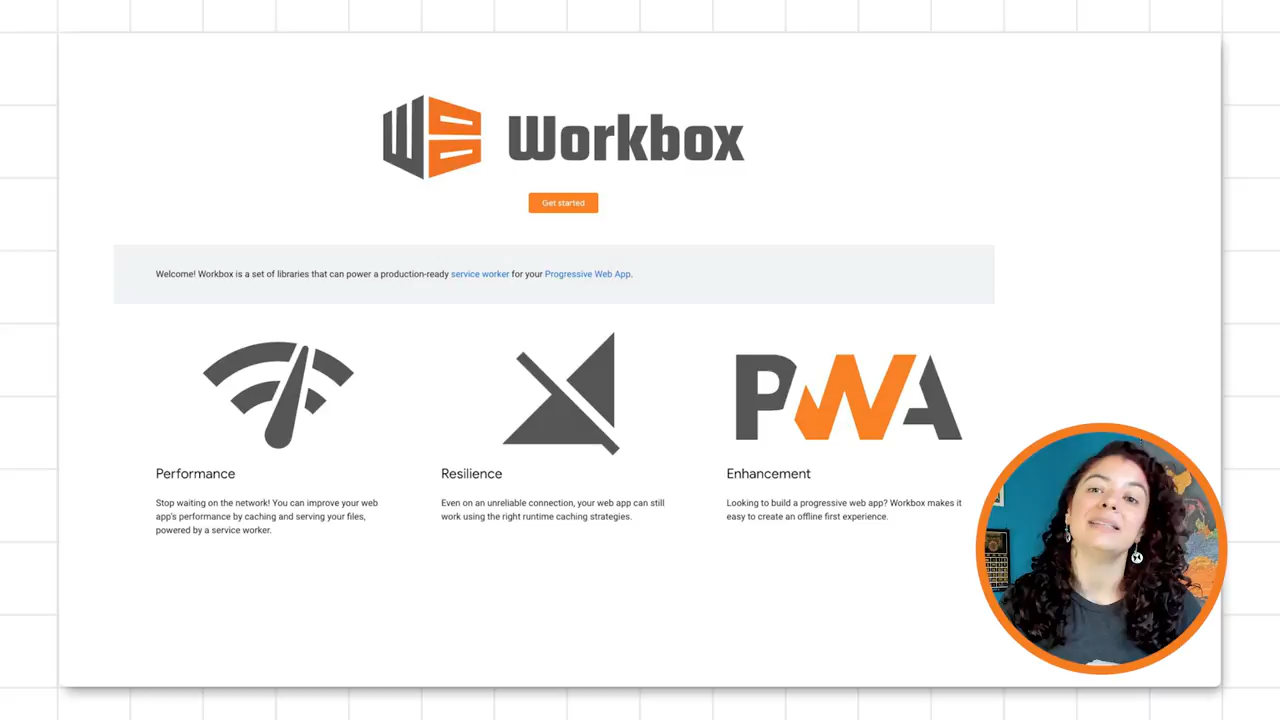 WB Workbox
Get started
Welcome! Workbox is a set of libraries that can power a production-ready service worker for your Progressive Web App.
PWA
Performance
Stop waiting on the network! You can improve your web
app's performance by caching and serving your files,
powered by a service worker.
Resilience
Even on an unreliable connection, your web app can still
work using the right runtime caching strategies.
Enhancement
Looking to build a progressive web app? Workbox makes it
easy to create an offline first experience.